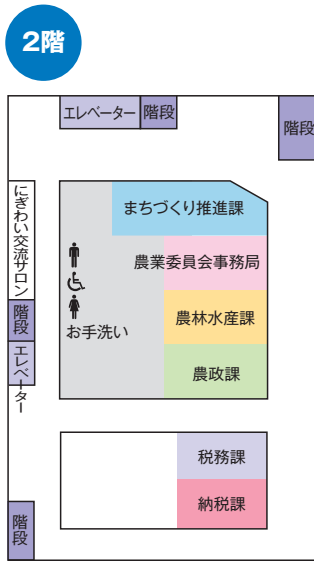 2階
エレベーター
階段
階段
まちづくり推進課
農業委員会事務局
農林水産課
農政課
お手洗い
にぎわい交流サロン
階段
エレベーター
税務課
納税課
階段